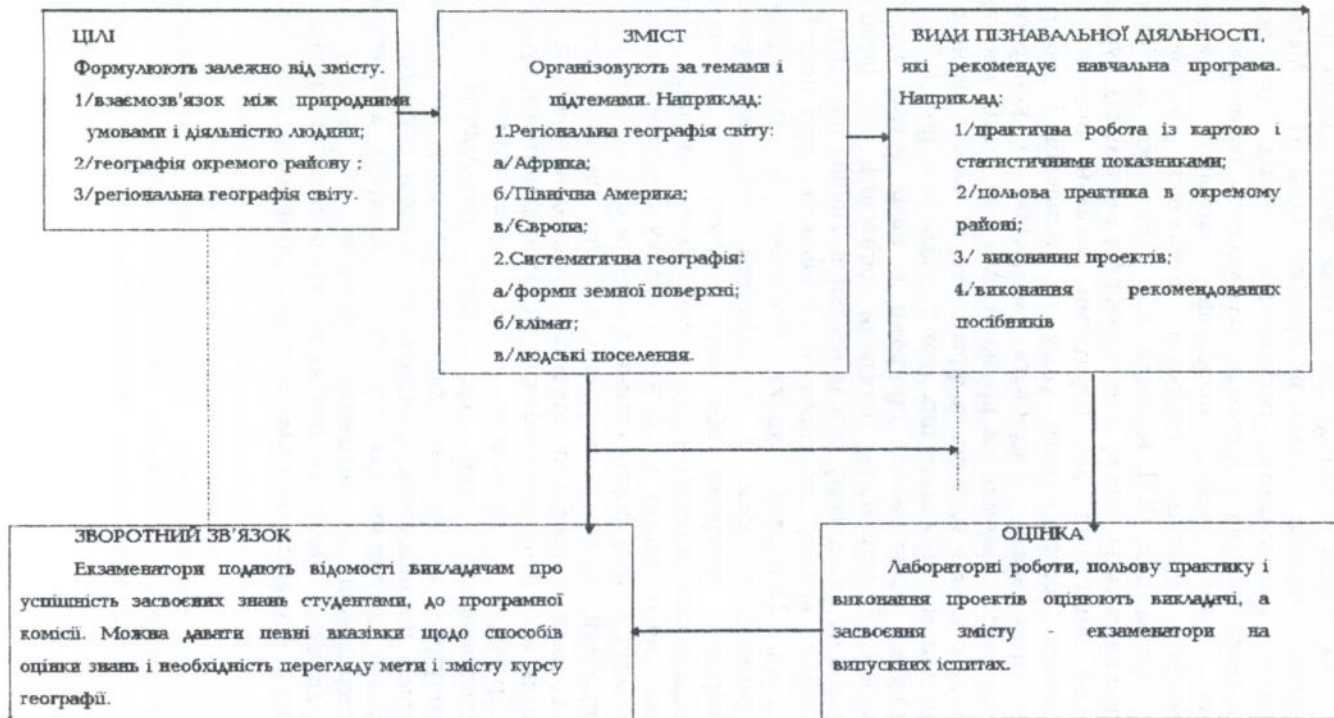 ЦІЛІ
Формулюють залежно від змісту.
1/взаємозв'язок між природними
умовами і діяльністю людини;
2/географія окремого району ;
3/регіональна географія світу.
ЗМІСТ
Організовують за темами і
підтемами. Наприклад:
1.Регіональна географія світу:
а/Африка;
б/Північна Америка;
в/Європа;
2.Систематична географія:
а/форми земної поверхні;
б/клімат;
в/людські поселення.
ВИДИ ПІЗНАВАЛЬНОЇ ДІЯЛЬНОСТІ,
які рекомендує навчальна програма.
Наприклад:
1/практична робота із картою і
статистичними показниками;
2/польова практика в окремому
районі;
3/ виконання проектів;
4/виконання рекомендованих
посібників
ЗВОРОТНИЙ ЗВ'ЯЗОК
Екзаменатори подають відомості викладачам про
успішність засвоєних знань студентами, до програмної
комісії. Можна давати певні вказівки щодо способів
оцінки знань і необхідність перегляду мети і змісту курсу
географії.
ОЦІНКА
Лабораторні роботи, польову практику і
виконання проектів оцінюють викладачі, а
засвоєння змісту екзаменатори на
випускних іспитах.